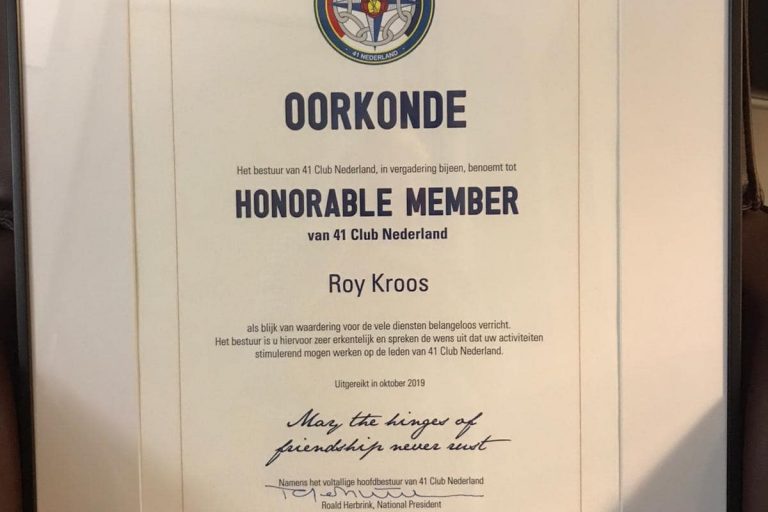 41 NEDERLAND
OORKONDE
Het bestuur van 41 Club Nederland, in vergadering bijeen, benoemt tot
HONORABLE MEMBER
van 41 Club Nederland
Roy Kroos
als blijk van waardering voor de vele diensten belangeloos verricht.
Het bestuur is u hiervoor zeer erkentelijk en spreken de wens uit dat uw activiteiten
stimulerend mogen werken op de leden van 41 Club Nederland.
Uitgereikt in oktober 2019
May the hinges of
friendship never rust
Namens het voltallige hoofdbestuur van 41 Club Nederland
Roald Herbrink, National President